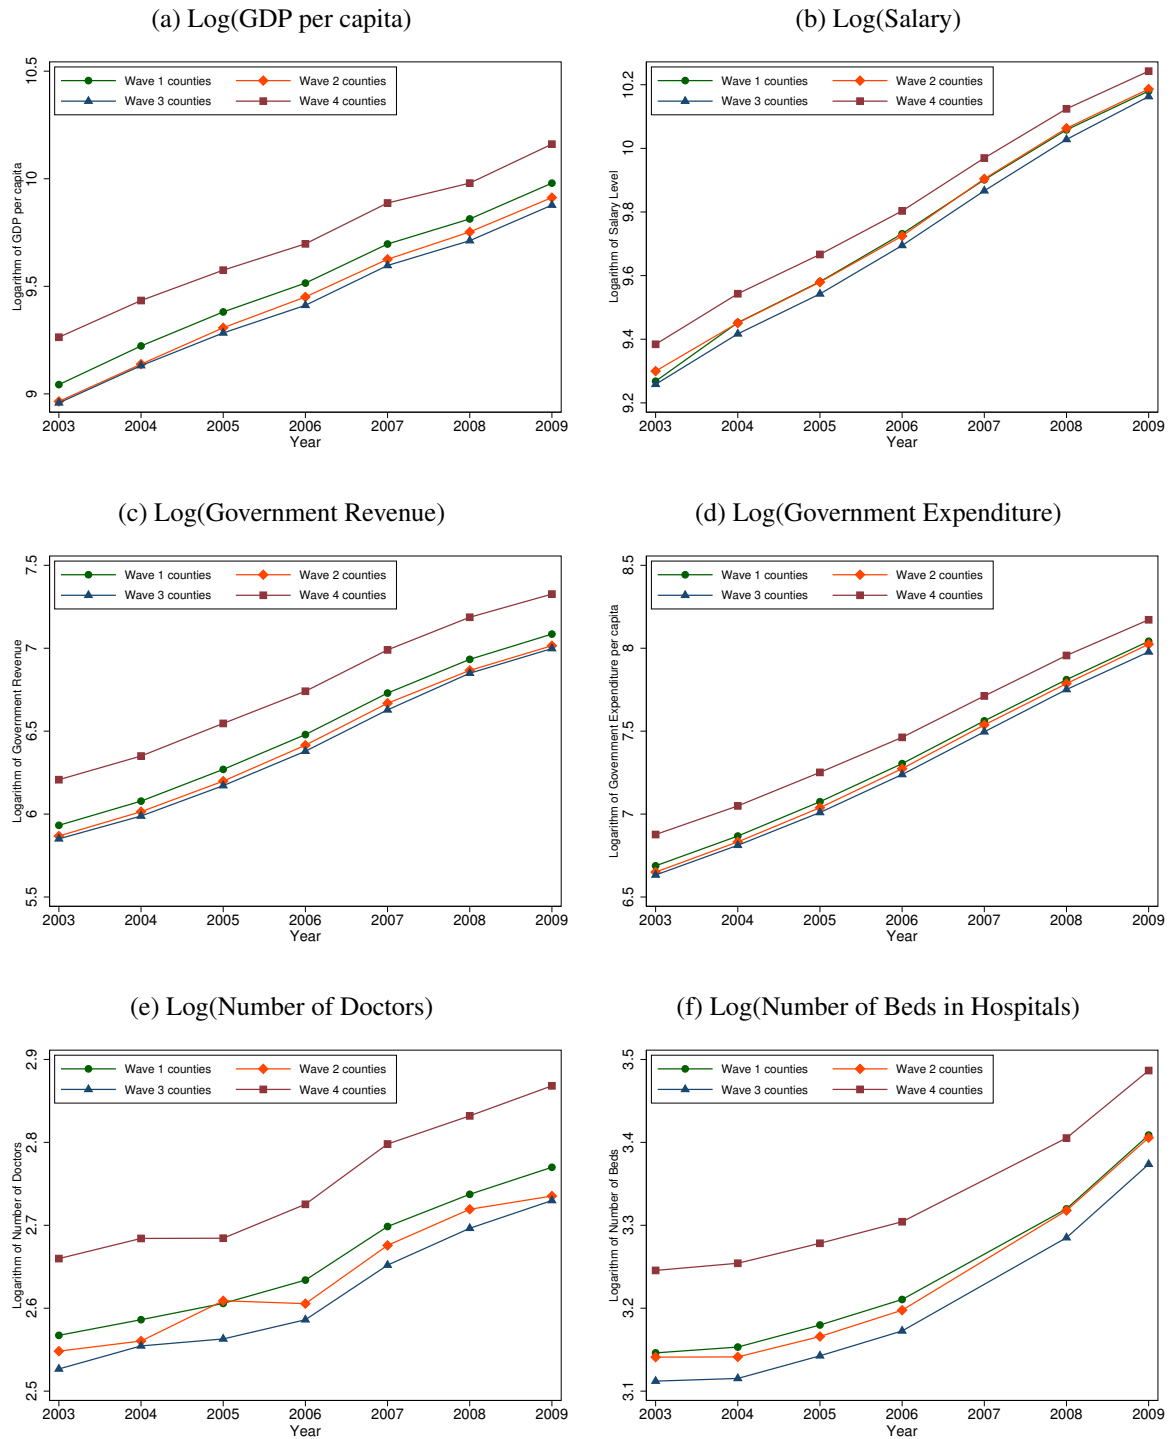 (a) Log(GDP per capita)
Logarithm of GDP per capita
10.5
10
9.5
9
Wave 1 counties
Wave 2 counties
Wave 3 counties
Wave 4 counties
2003 2004 2005 2006 2007 2008 2009
Year
(b) Log(Salary)
Logarithm of Salary Level
10.2
10
9.8
9.6
9.4
9.2
Wave 1 counties
Wave 2 counties
Wave 3 counties
Wave 4 counties
2003 2004 2005 2006 2007 2008 2009
Year
(c) Log(Government Revenue)
Logarithm of Government Revenue
7.5
7
6.5
6
5.5
Wave 1 counties
Wave 2 counties
Wave 3 counties
Wave 4 counties
2003 2004 2005 2006 2007 2008 2009
Year
(d) Log(Government Expenditure)
Logarithm of Government Expenditure per capita
8.5
8
7.5
7
6.5
Wave 1 counties
Wave 2 counties
Wave 3 counties
Wave 4 counties
2003 2004 2005 2006 2007 2008 2009
Year
(e) Log(Number of Doctors)
Logarithm of Number of Doctors
2.9
2.8
2.7
2.6
2.5
Wave 1 counties
Wave 2 counties
Wave 3 counties
Wave 4 counties
2003 2004 2005 2006 2007 2008 2009
Year
(f) Log(Number of Beds in Hospitals)
Logarithm of Number of Beds
3.5
3.4
3.3
3.2
3.1
Wave 1 counties
Wave 2 counties
Wave 3 counties
Wave 4 counties
2003 2004 2005 2006 2007 2008 2009
Year